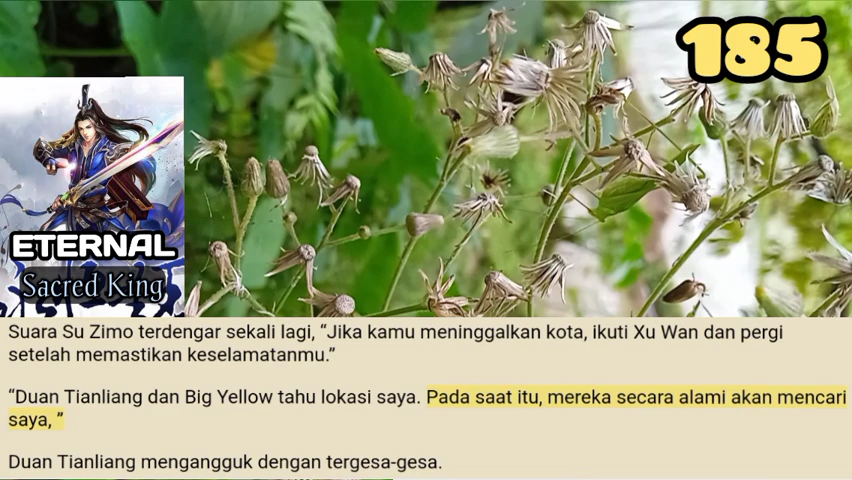 185
ETERNAL
Sacred King
Suara Su Zimo terdengar sekali lagi, “Jika kamu meninggalkan kota, ikuti Xu Wan dan pergi
setelah memastikan keselamatanmu.”
“Duan Tianliang dan Big Yellow tahu lokasi saya. Pada saat itu, mereka secara alami akan mencari
saya, ”
Duan Tianliang mengangguk dengan tergesa-gesa.